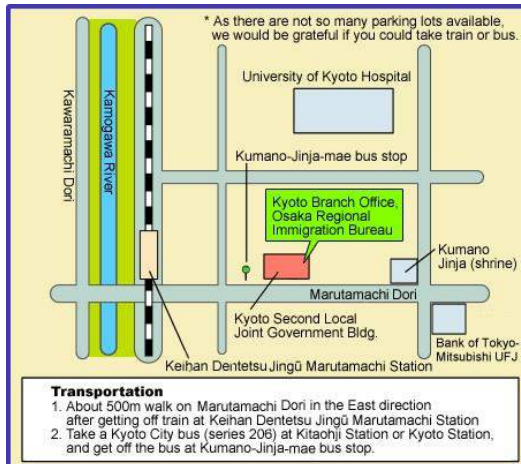 * As there are not so many parking lots available,
we would be grateful if you could take train or bus.
University of Kyoto Hospital
Kawaramachi Dori
Kamogawa River
Kumano-Jinja-mae bus stop
Kyoto Branch Office,
Osaka Regional
Immigration Bureau
Kumano
Jinja (shrine)
Marutamachi Dori
Kyoto Second Local
Joint Government Bldg.
Bank of Tokyo-
Mitsubishi UFJ
Keihan Dentetsu Jingū Marutamachi Station
Transportation
1. About 500m walk on Marutamachi Dori in the East direction
after getting off train at Keihan Dentetsu Jingū Marutamachi Station
2. Take a Kyoto City bus (series 206) at Kitaohji Station or Kyoto Station,
and get off the bus at Kumano-Jinja-mae bus stop.